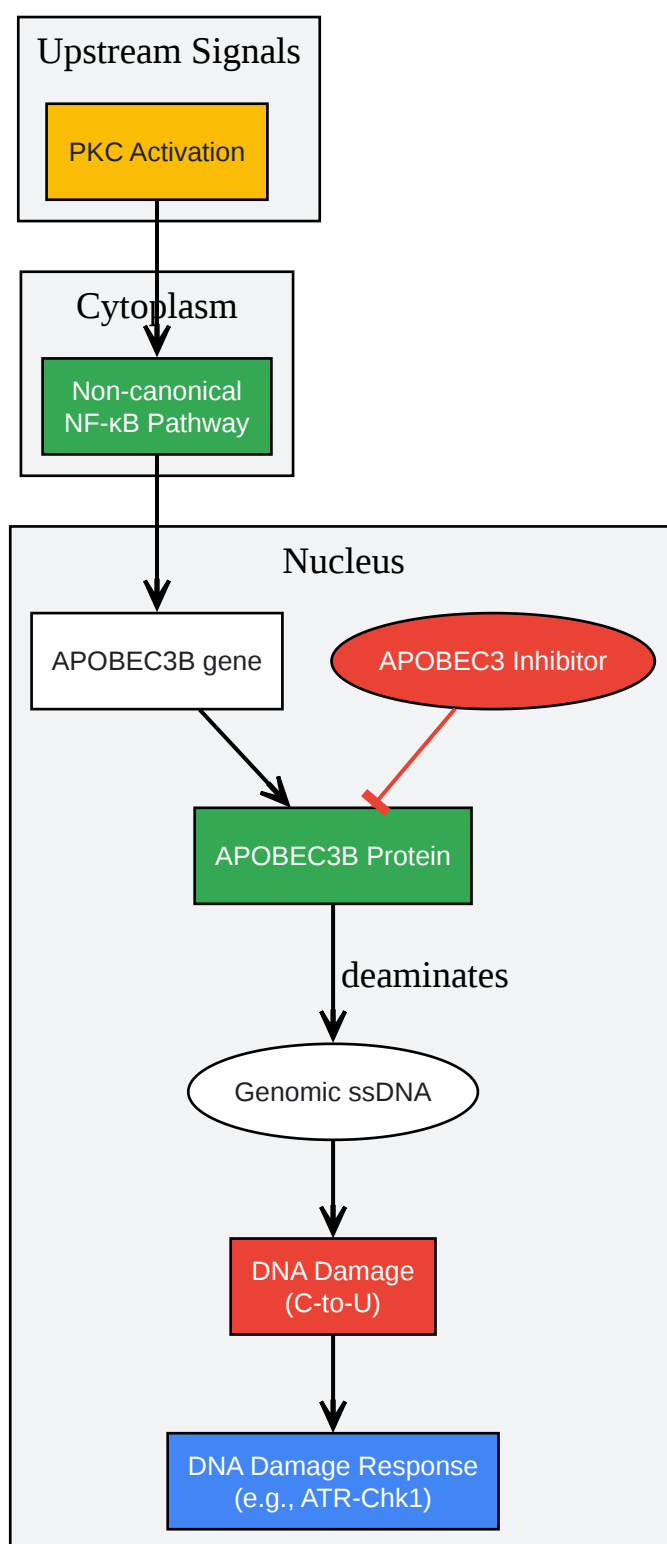 Upstream Signals
PKC Activation
Cytoplasm
Non-canonical
NF-κB Pathway
Nucleus
APOBEC3B gene
APOBEC3 Inhibitor
APOBEC3B Protein
deaminates
Genomic ssDNA
DNA Damage
(C-to-U)
DNA Damage Response
(e.g., ATR-Chk1)